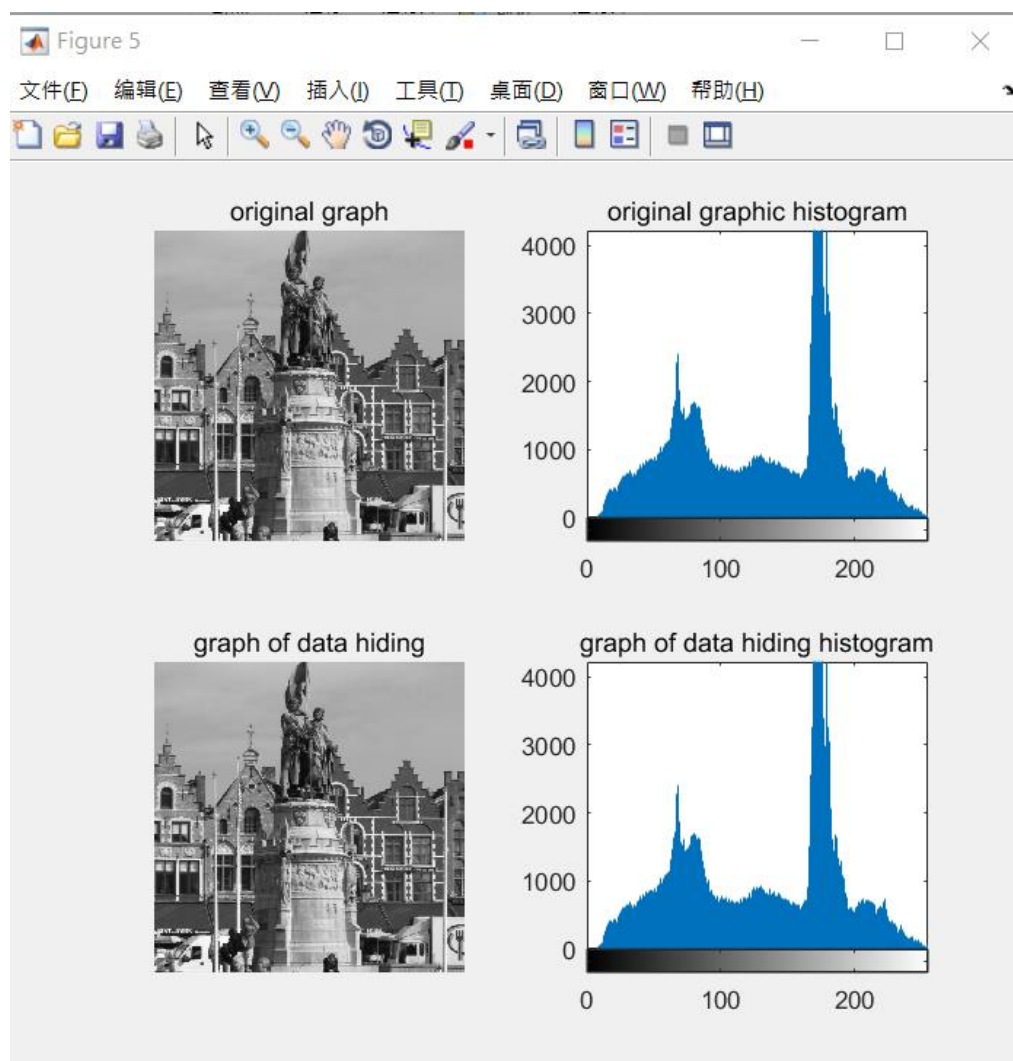 Figure 5
文件(F) 编辑(E) 查看(V) 插入(I) 工具(T) 桌面(D) 窗口(W) 帮助(H)
original graph
original graphic histogram
4000
3000
2000
1000
0
0 100 200
graph of data hiding
graph of data hiding histogram
4000
3000
2000
1000
0
0 100 200